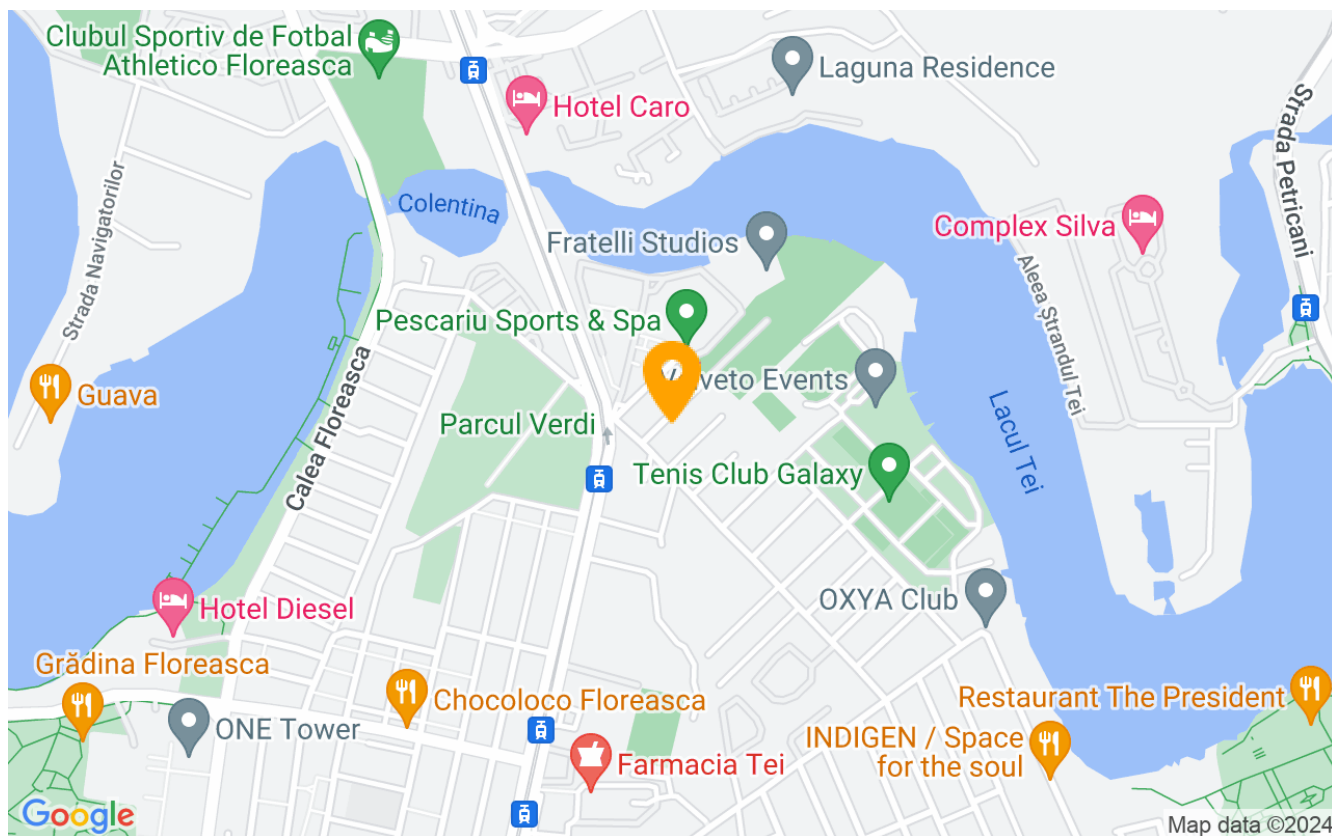 Clubul Sportiv de Fotbal
Athletico Floreasca
Laguna Residence
Hotel Caro
Strada Petricani
Strada Navigatorilor
Colentina
Fratelli Studios
Complex Silva
Aleea Ștrandul Tei
Pescariu Sports & Spa
Calea Floreasca
Guava
Events
Parcul Verdi
Lacul Tei
Tenis Club Galaxy
Hotel Diesel
OXYA Club
Grădina Floreasca
Chocoloco Floreasca
Restaurant The President
ONE Tower
INDIGEN / Space
for the soul
Farmacia Tei
Google
Map data ©2024